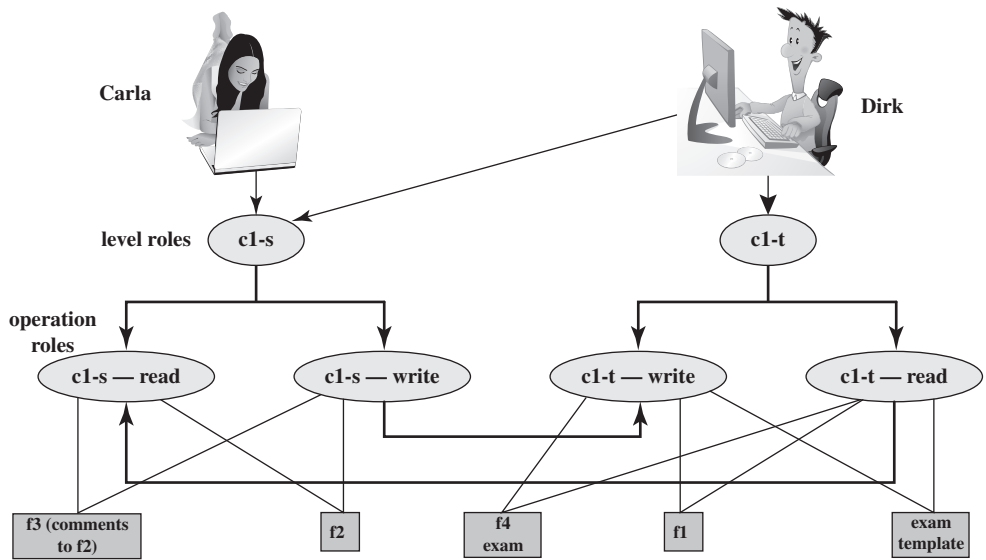 Carla
Dirk
level roles
c1-s
c1-t
operation
roles
c1-s — read
c1-s — write
c1-t — write
c1-t — read
f3 (comments
to f2)
f2
f4
exam
f1
exam
template